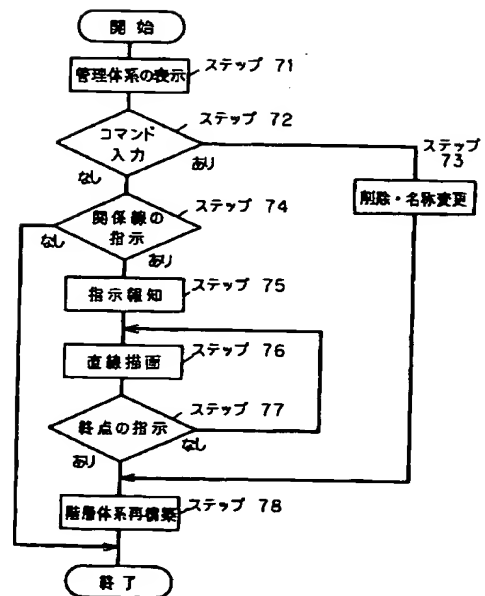 開始
管理体系の表示
ステップ 71
コマンド
入力
ステップ 72
なし
あり
ステップ
73
削除・名称変更
関係線の
指示
ステップ 74
なし
あり
指示報知
ステップ 75
直線描画
ステップ 76
終点の指示
ステップ 77
あり
なし
階層体系再構築
ステップ 78
終了